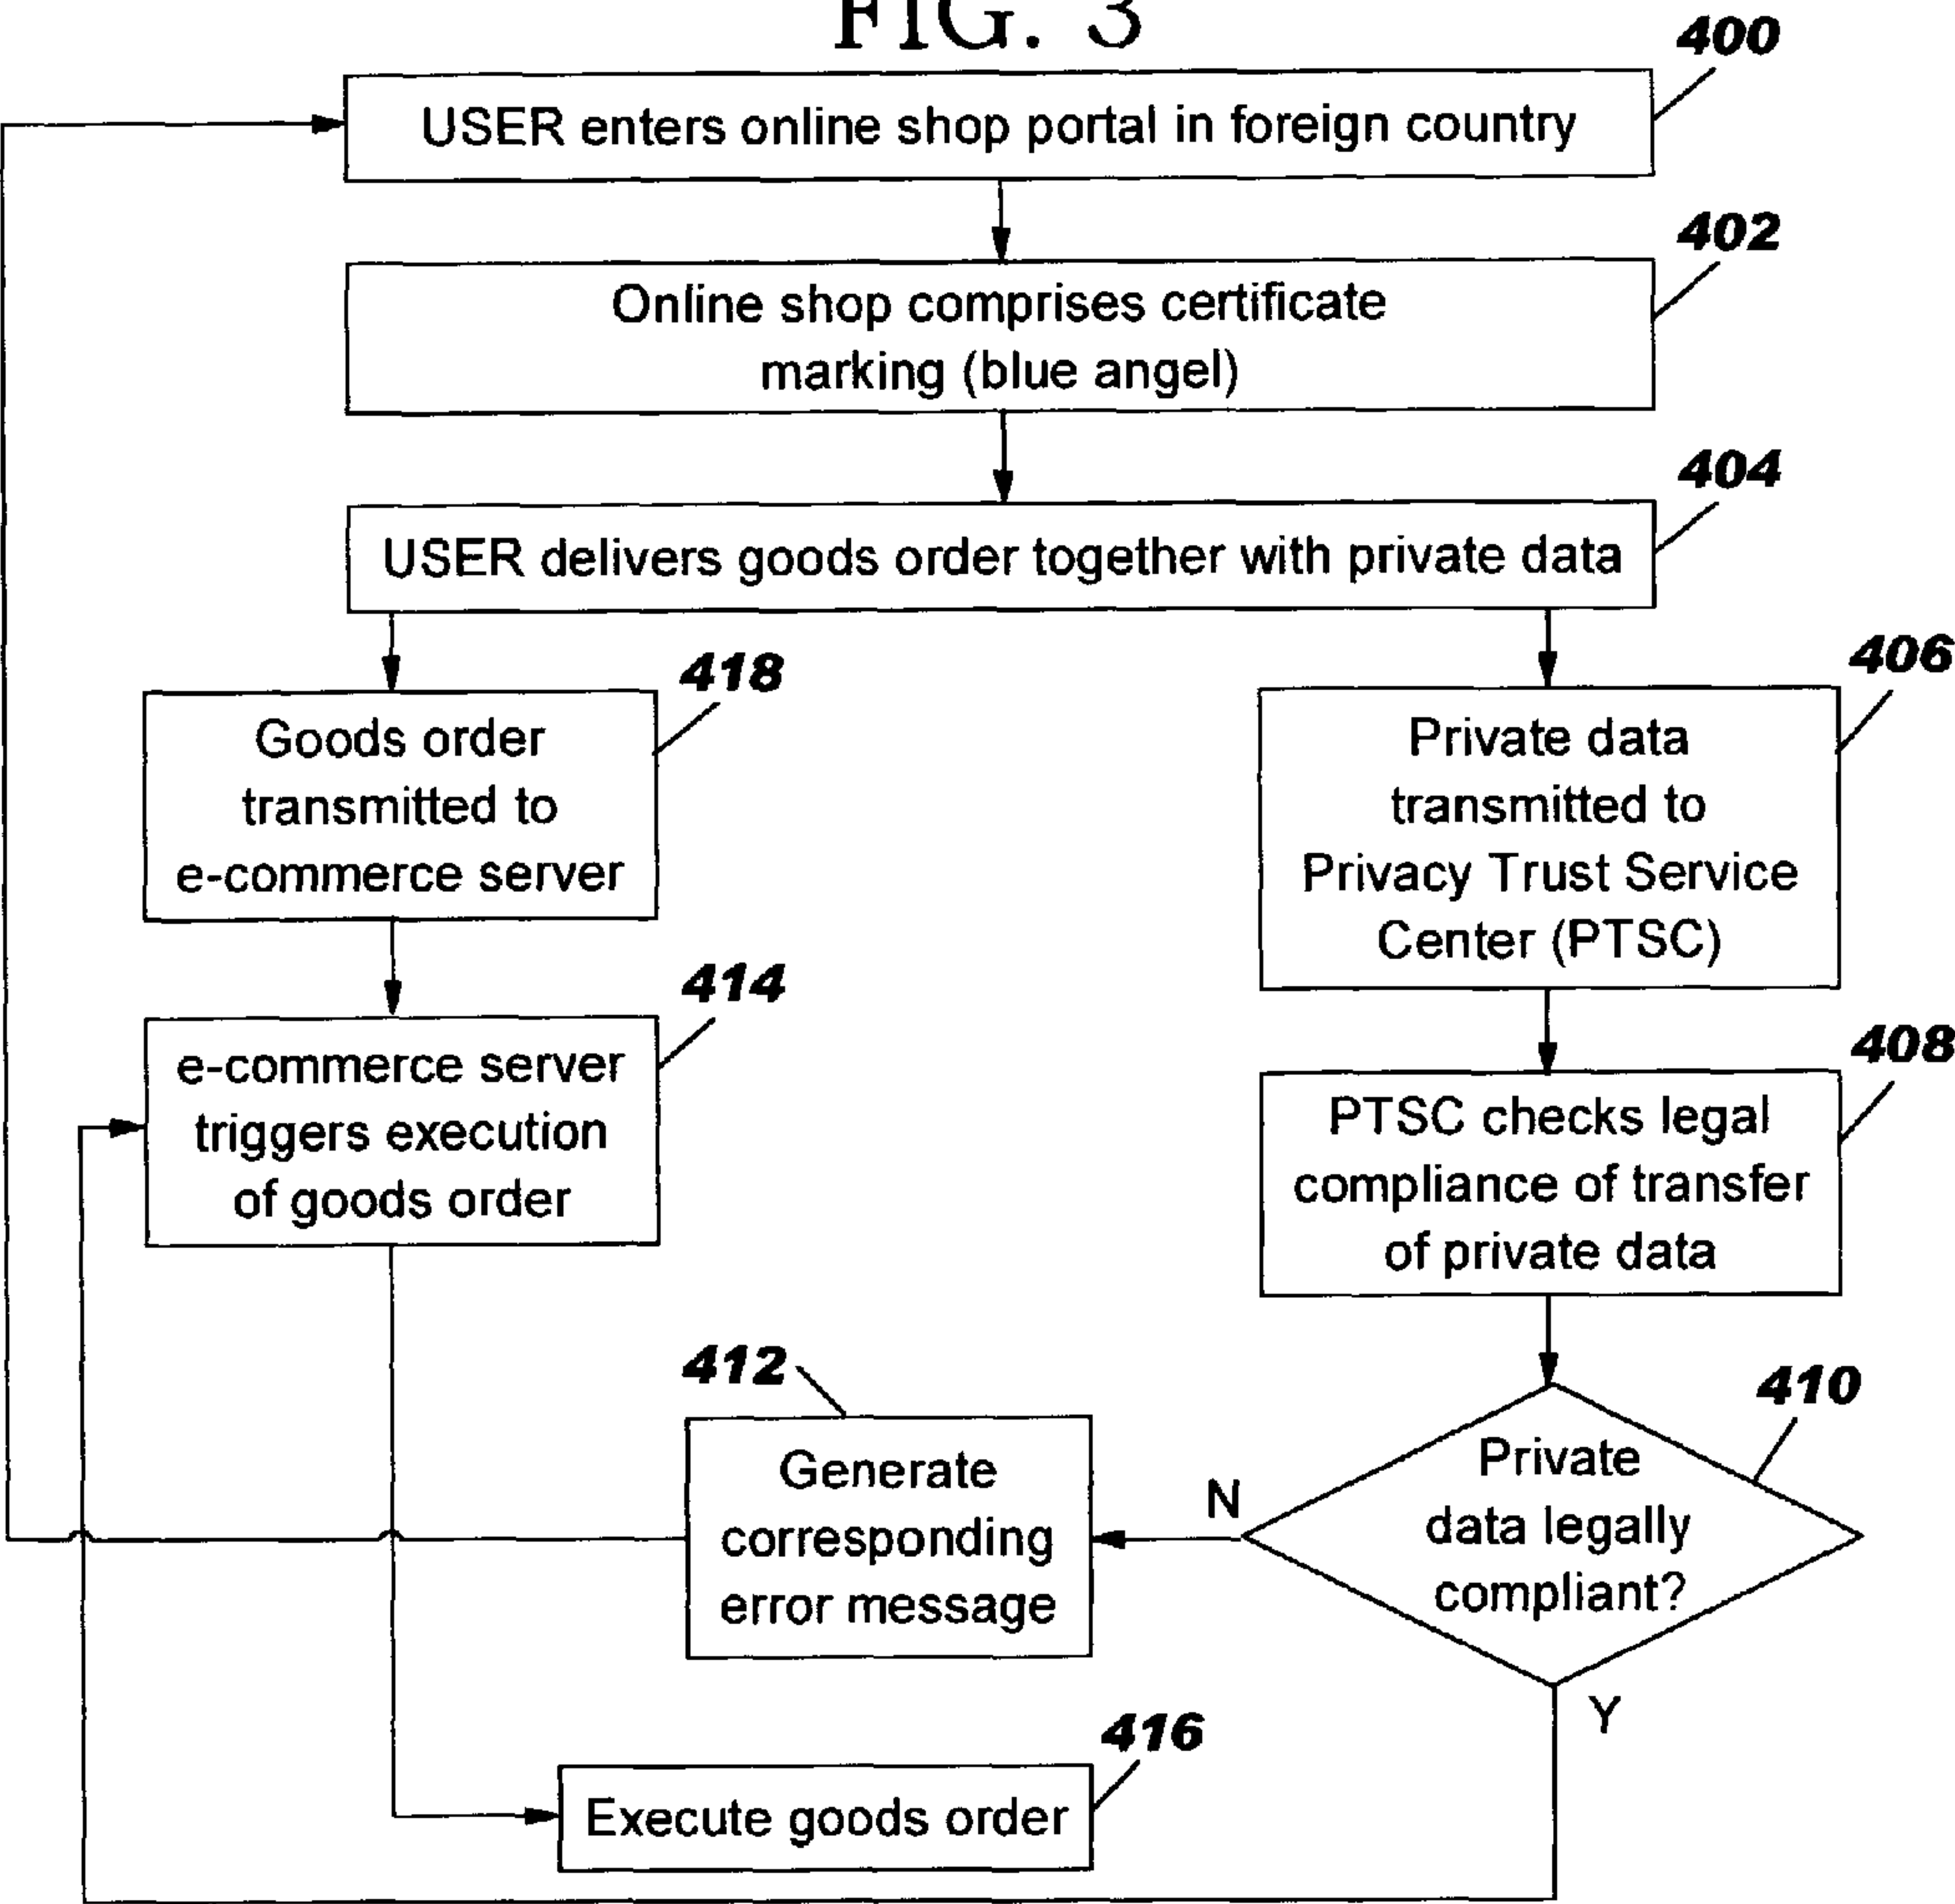 FIG. 3
400
USER enters online shop portal in foreign country
402
Online shop comprises certificate
marking (blue angel)
404
USER delivers goods order together with private data
418
Goods order
transmitted to
e-commerce server
406
Private data
transmitted to
Privacy Trust Service
Center (PTSC)
414
e-commerce server
triggers execution
of goods order
408
PTSC checks legal
compliance of transfer
of private data
412
Generate
corresponding
error message
410
Private
data legally
compliant?
N
Y
416
Execute goods order